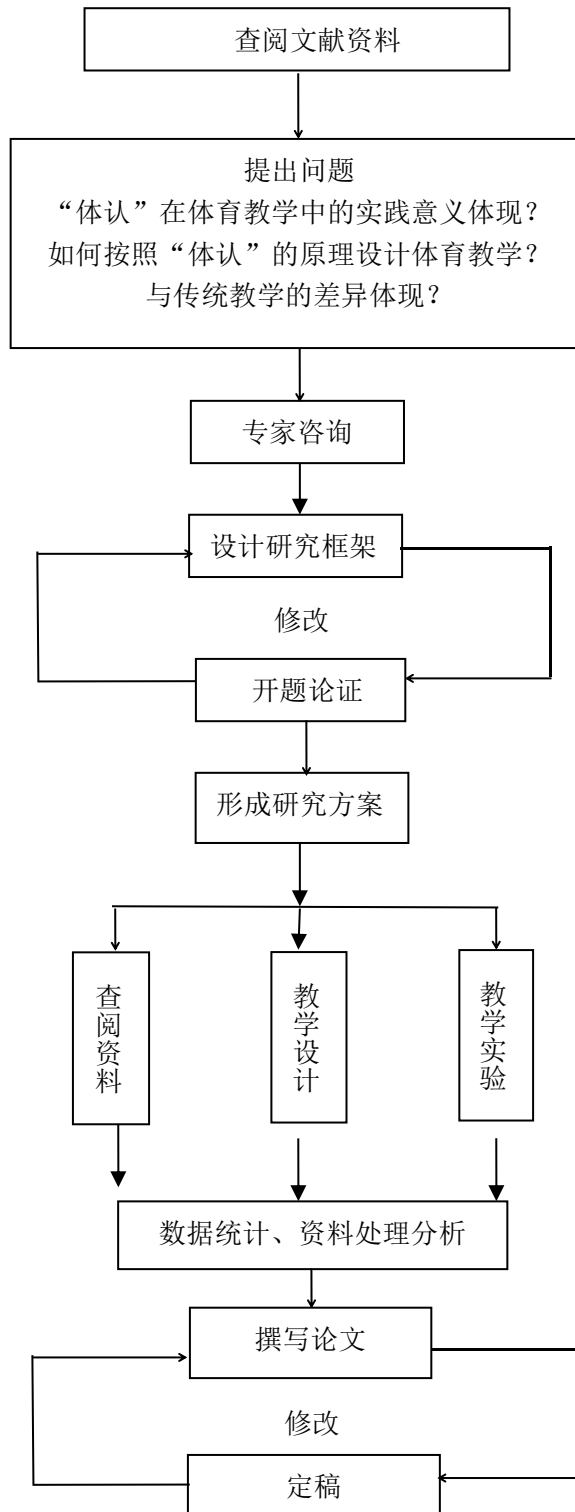 查阅文献资料
提出问题
“体认”在体育教学中的实践意义体现？
如何按照“体认”的原理设计体育教学？
与传统教学的差异体现？
专家咨询
设计研究框架
修改
开题论证
形成研究方案
查阅资料
教学设计
教学实验
数据统计、资料处理分析
撰写论文
修改
定稿